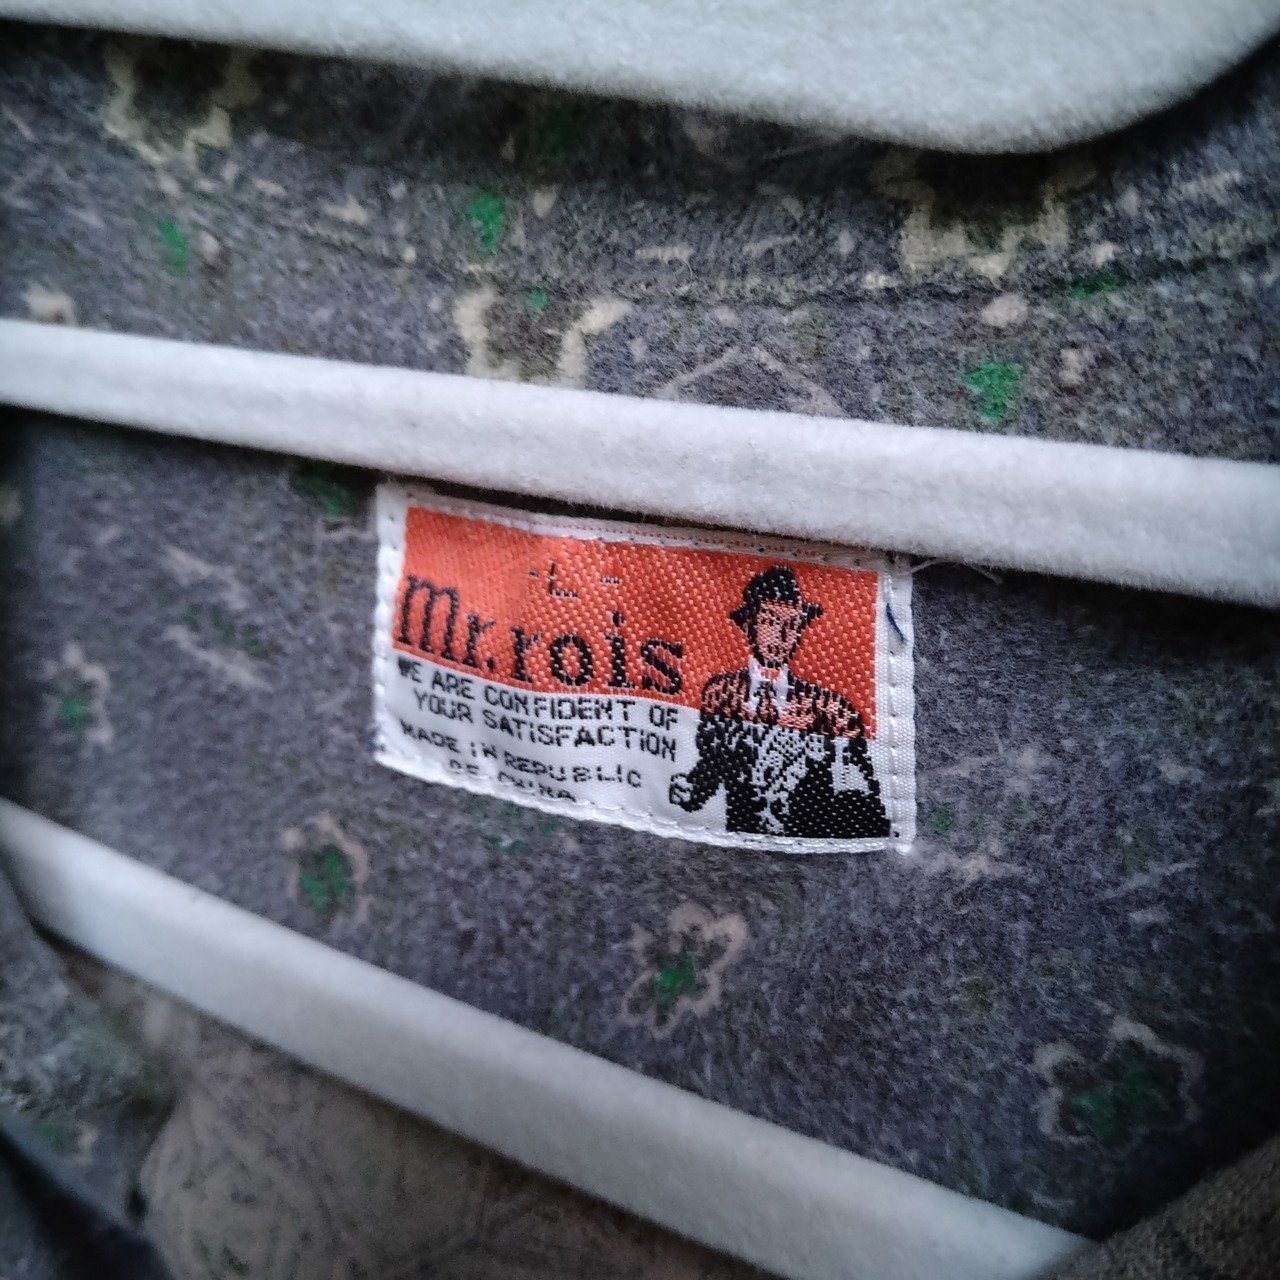 -L-
Mr.rois
WE ARE CONFIDENT OF
YOUR SATISFACTION
MADE IN REPUBLIC
OF CHINA